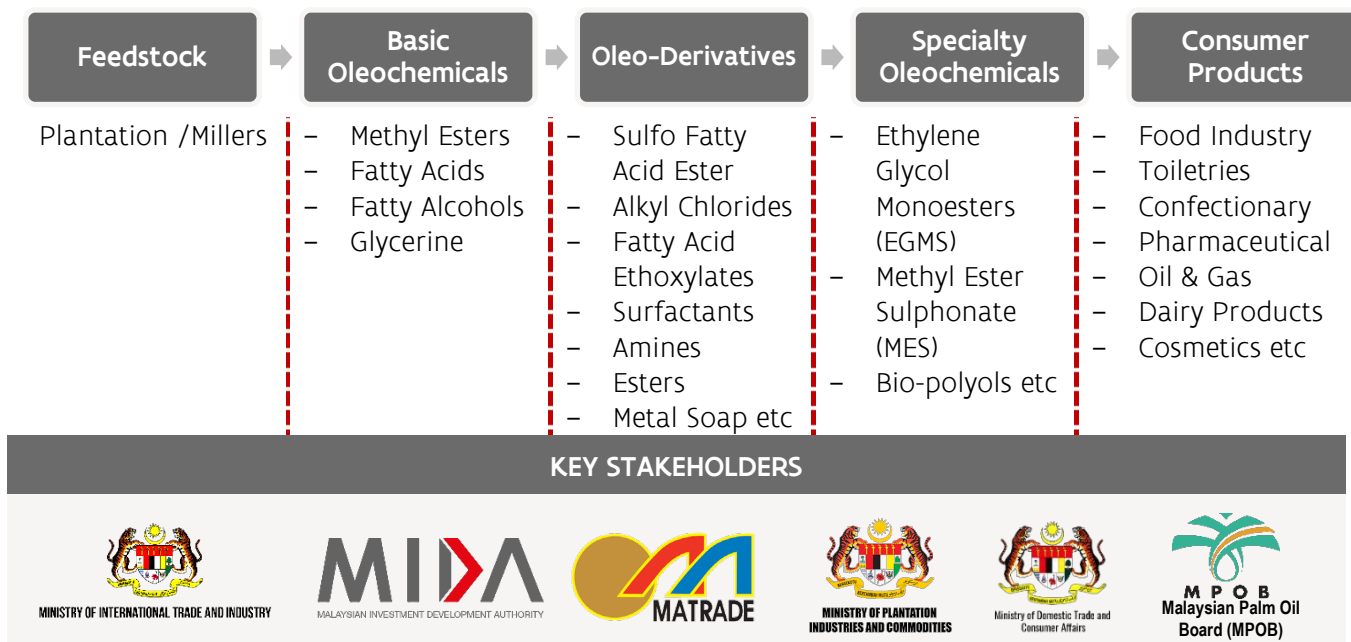 Feedstock
Basic
Oleochemicals
Oleo-Derivatives
Specialty
Oleochemicals
Consumer
Products
Plantation /Millers
– Methyl Esters
– Fatty Acids
– Fatty Alcohols
– Glycerine
– Sulfo Fatty
Acid Ester
– Alkyl Chlorides
– Fatty Acid
Ethoxylates
– Surfactants
– Amines
– Esters
– Metal Soap etc
– Ethylene
Glycol
Monoesters
(EGMS)
– Methyl Ester
Sulphonate
(MES)
– Bio-polyols etc
– Food Industry
– Toiletries
– Confectionary
– Pharmaceutical
– Oil & Gas
– Dairy Products
– Cosmetics etc
KEY STAKEHOLDERS
MINISTRY OF INTERNATIONAL TRADE AND INDUSTRY
MIDA
MALAYSIAN INVESTMENT DEVELOPMENT AUTHORITY
MATRADE
MINISTRY OF PLANTATION
INDUSTRIES AND COMMODITIES
Ministry of Domestic Trade and
Consumer Affairs
MPOB
Malaysian Palm Oil
Board (MPOB)